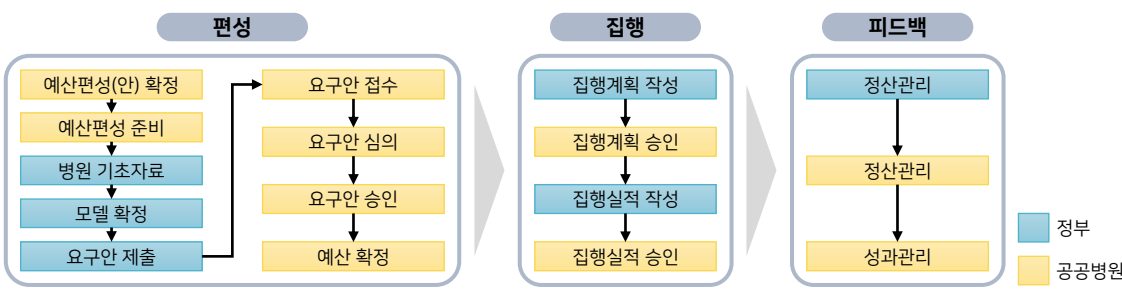 편성
예산편성(안) 확정
예산편성 준비
병원 기초자료
모델 확정
요구안 제출
요구안 접수
요구안 심의
요구안 승인
예산 확정
집행
집행계획 작성
집행계획 승인
집행실적 작성
집행실적 승인
피드백
정산관리
정산관리
성과관리
정부
공공병원